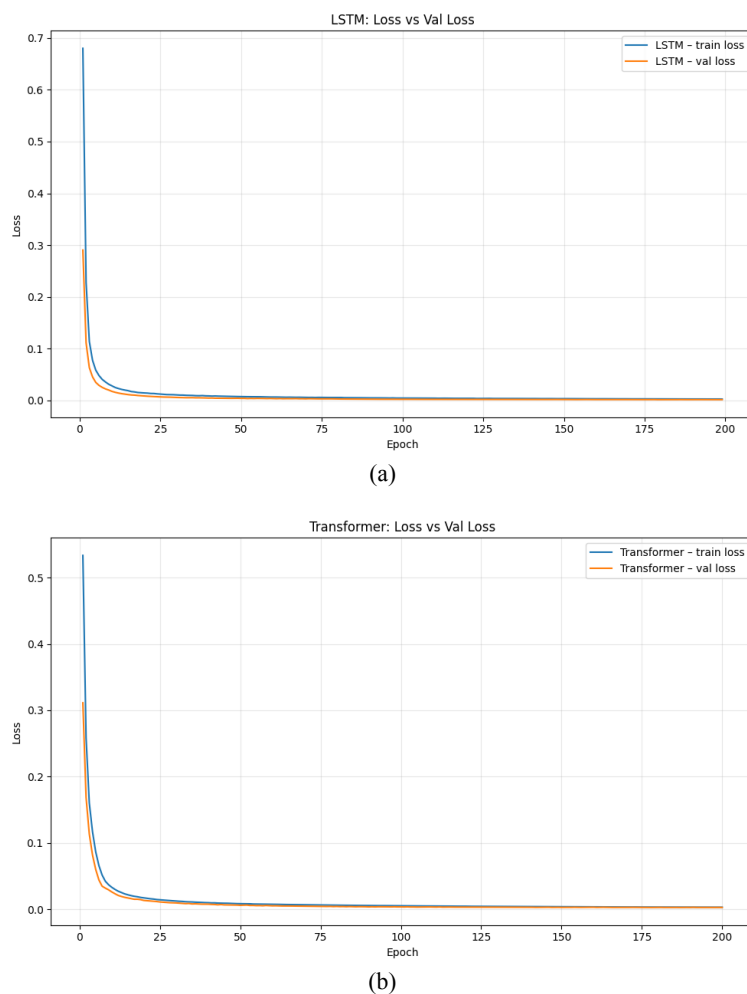 LSTM: Loss vs Val Loss
LSTM – train loss
LSTM – val loss
0.7
0.6
0.5
0.4
0.3
0.2
0.1
0.0
Loss
0 25 50 75 100 125 150 175 200
Epoch
(a)
Transformer: Loss vs Val Loss
Transformer – train loss
Transformer – val loss
0.5
0.4
0.3
0.2
0.1
0.0
Loss
0 25 50 75 100 125 150 175 200
Epoch
(b)